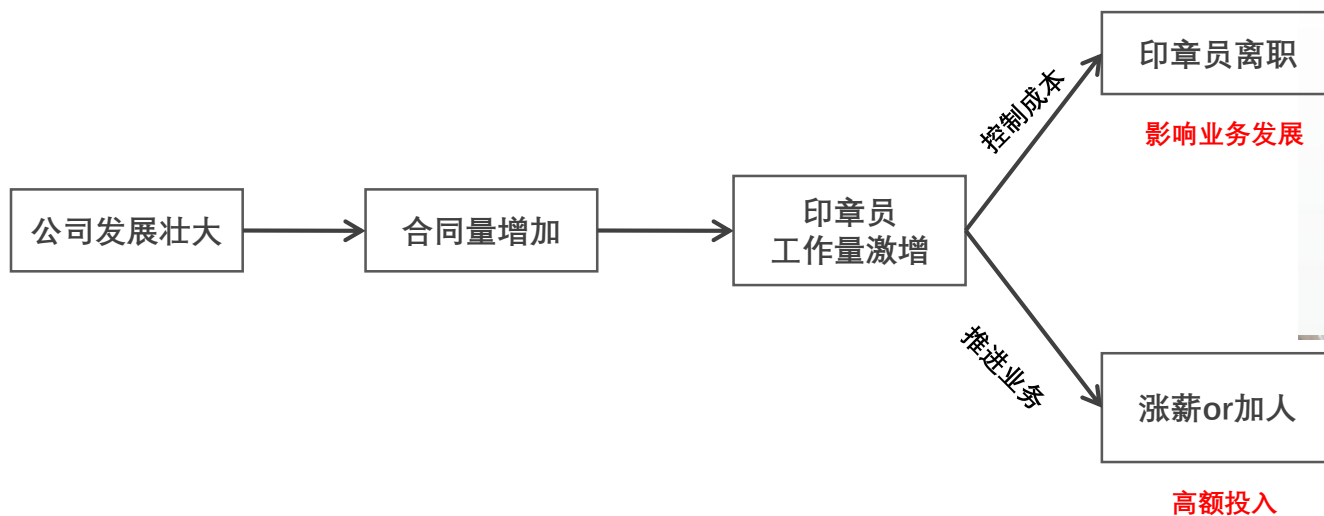 公司发展壮大
合同量增加
印章员
工作量激增
控制成本
印章员离职
影响业务发展
推进业务
涨薪or加人
高额投入